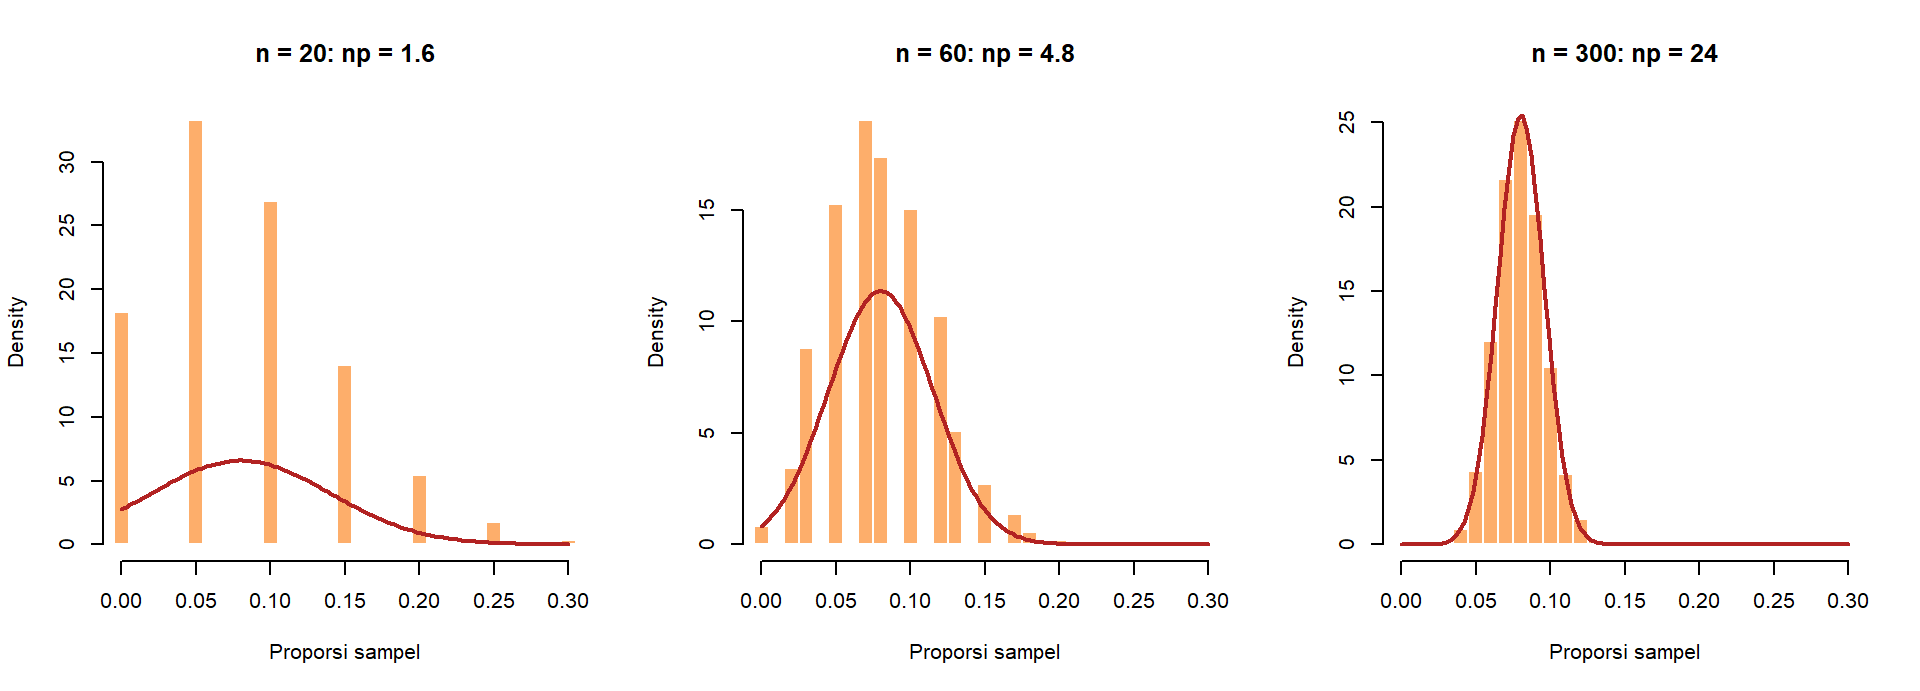 n = 20: np = 1.6
Density
0 5 10 15 20 25 30
0.00 0.05 0.10 0.15 0.20 0.25 0.30
Proporsi sampel
n = 60: np = 4.8
Density
0 5 10 15
0.00 0.05 0.10 0.15 0.20 0.25 0.30
Proporsi sampel
n = 300: np = 24
Density
0 5 10 15 20 25
0.00 0.05 0.10 0.15 0.20 0.25 0.30
Proporsi sampel